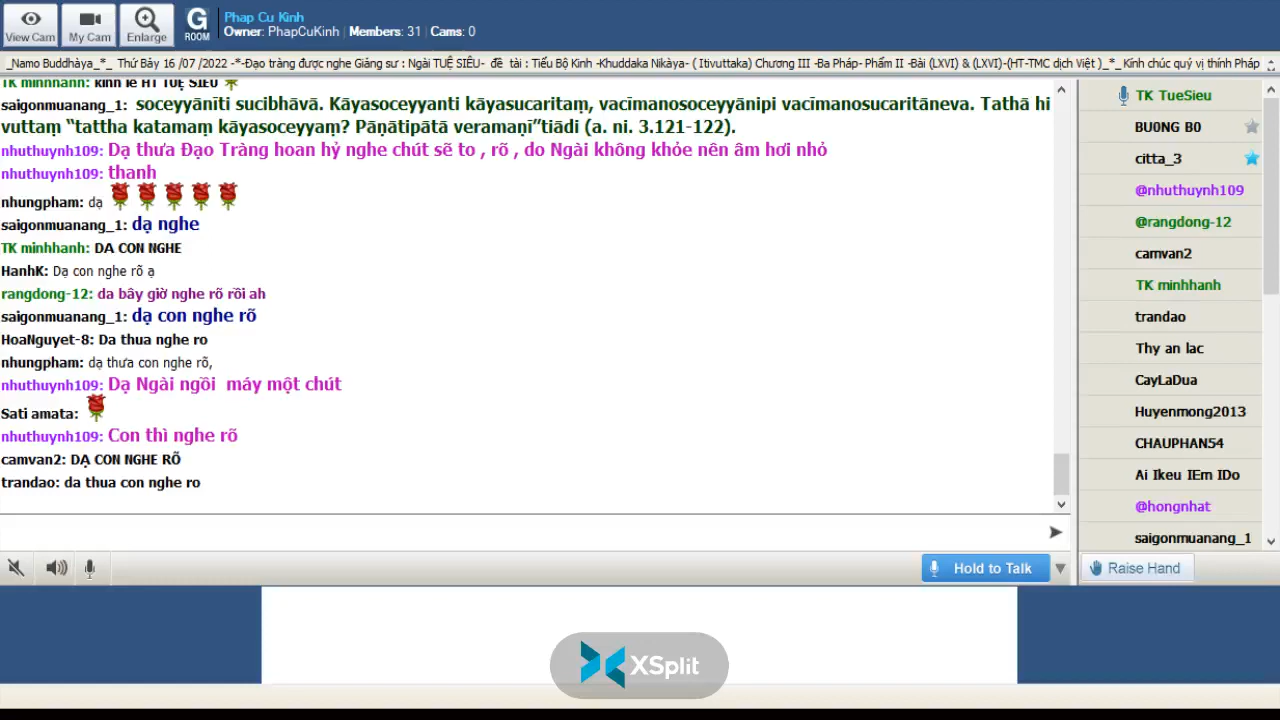 View Cam
My Cam
Enlarge
G
ROOM
Phap Cu Kinh
Owner: PhapCuKinh | Members: 31 | Cams: 0
_Namo Buddhàya_*_ Thứ Bảy 16 /07 /2022 -*-Đạo tràng được nghe Giảng sư : Ngài TUỆ SIÊU- đề tài : Tiểu Bộ Kinh -Khuddaka Nikàya- ( Itivuttaka) Chương III -Ba Pháp- Phẩm II -Bài (LXVI) & (LXVI)-(HT-TMC dịch Việt )_*_ Kính chúc quý vị thính Pháp
TK minhhanh: kính lễ HT TUỆ SIÊU
saigonmuanang_1: soceyyānīti sucibhāvā. Kāyasoceyyanti kāyasucaritaṃ, vacīmanosoceyyānipi vacīmanosucaritāneva. Tathā hi
vuttaṃ “tattha katamaṃ kāyasoceyyaṃ? Pāṇātipātā veramaṇī”tiādi (a. ni. 3.121-122).
nhuthuynh109: Dạ thưa Đạo Tràng hoan hỷ nghe chút sẽ to , rõ , do Ngài không khỏe nên âm hơi nhỏ
nhuthuynh109: thanh
nhungpham: dạ
saigonmuanang_1: dạ nghe
TK minhhanh: DA CON NGHE
HanhK: Dạ con nghe rõ ạ
rangdong-12: da bây giờ nghe rõ rồi ah
saigonmuanang_1: dạ con nghe rõ
HoaNguyet-8: Da thua nghe ro
nhungpham: dạ thưa con nghe rõ,
nhuthuynh109: Dạ Ngài ngồi máy một chút
Sati amata:
nhuthuynh109: Con thì nghe rõ
camvan2: DẠ CON NGHE RÕ
trandao: da thua con nghe ro
TK TueSieu
BU0NG B0
citta_3
@nhuthuynh109
@rangdong-12
camvan2
TK minhhanh
trandao
Thy an lac
CayLaDua
Huyenmong2013
CHAUPHAN54
Ai Ikeu IEm IDo
@hongnhat
saigonmuanang_1
Hold to Talk
Raise Hand
XSplit